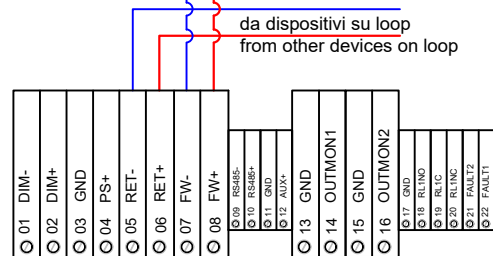 da dispositivi su loop
from other devices on loop
01 DIM-
02 DIM+
03 GND
04 PS+
05 RET-
06 RET+
07 FW-
08 FW+
09 RS485-
10 RS485+
11 GND
12 AUX+
13 GND
14 OUTMON1
15 GND
16 OUTMON2
17 GND
18 RL1NO
19 RL1C
20 RL1NC
21 FAULT2
22 FAULT1